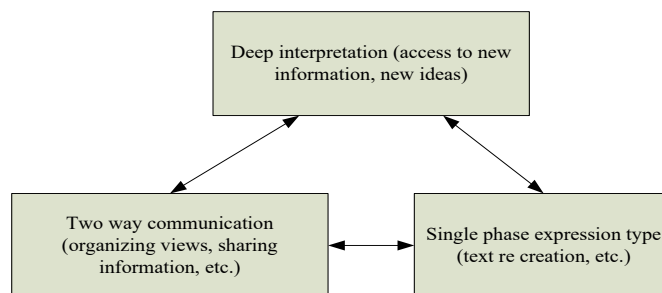 Deep interpretation (access to new
information, new ideas)
Two way communication
(organizing views, sharing
information, etc.)
Single phase expression type
(text re creation, etc.)